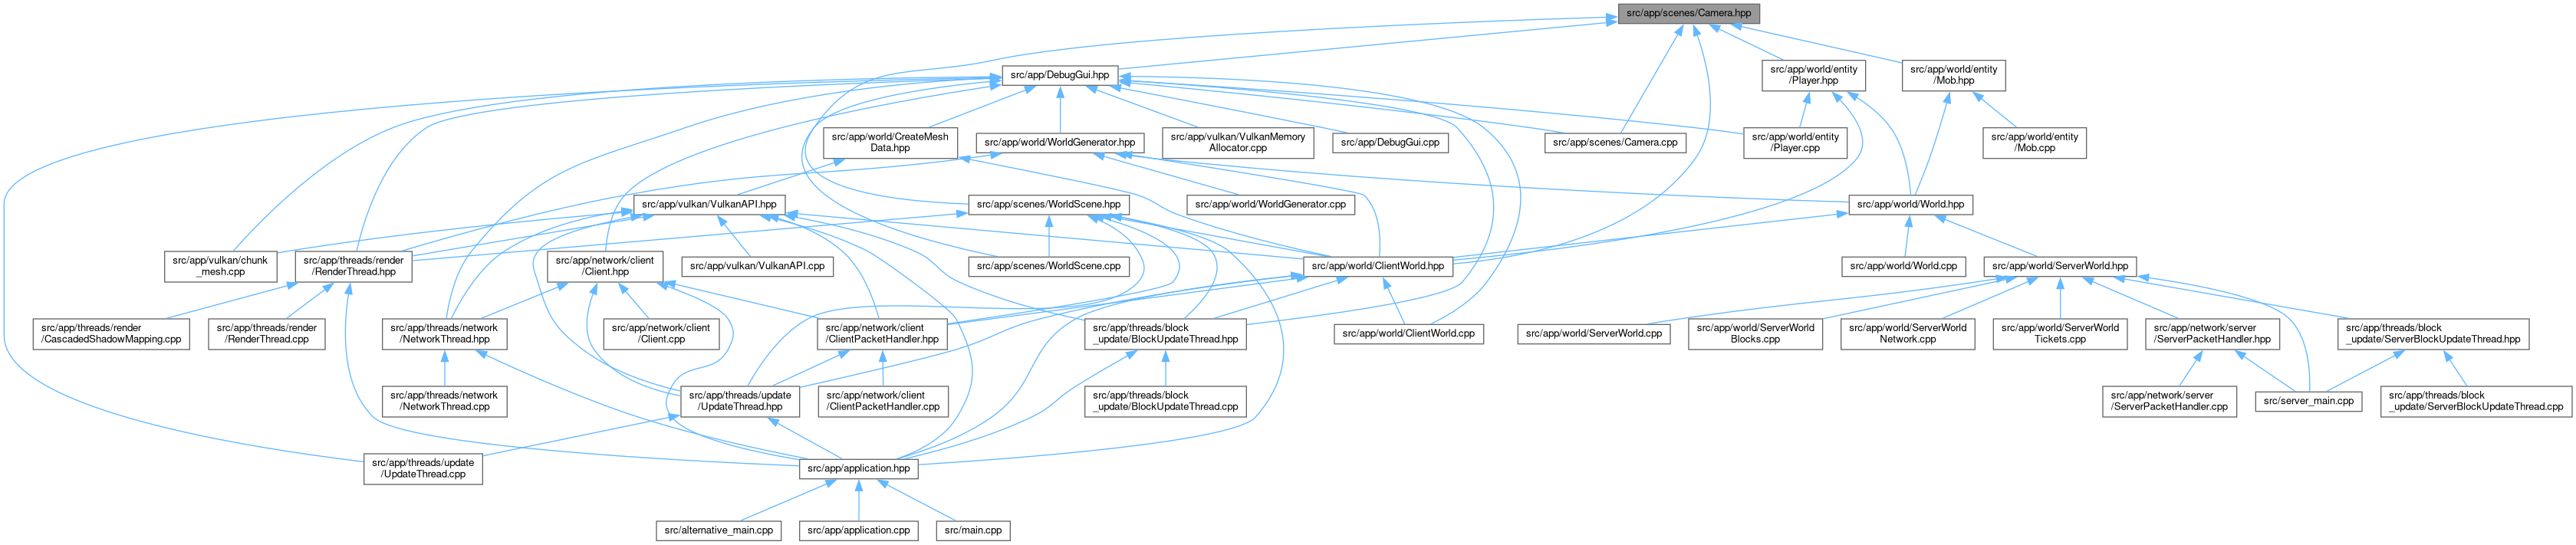 src/app/scenes/Camera.hpp
src/app/DebugGui.hpp
src/app/world/entity
/Player.hpp
src/app/world/entity
/Mob.hpp
src/app/world/CreateMesh
Data.hpp
src/app/world/WorldGenerator.hpp
src/app/vulkan/VulkanMemory
Allocator.cpp
src/app/DebugGui.cpp
src/app/scenes/Camera.cpp
src/app/world/entity
/Player.cpp
src/app/world/entity
/Mob.cpp
src/app/vulkan/VulkanAPI.hpp
src/app/scenes/WorldScene.hpp
src/app/world/WorldGenerator.cpp
src/app/world/World.hpp
src/app/vulkan/chunk
_mesh.cpp
src/app/threads/render
/RenderThread.hpp
src/app/network/client
/Client.hpp
src/app/vulkan/VulkanAPI.cpp
src/app/scenes/WorldScene.cpp
src/app/world/ClientWorld.hpp
src/app/world/World.cpp
src/app/world/ServerWorld.hpp
src/app/threads/render
/CascadedShadowMapping.cpp
src/app/threads/render
/RenderThread.cpp
src/app/threads/network
/NetworkThread.hpp
src/app/network/client
/Client.cpp
src/app/network/client
/ClientPacketHandler.hpp
src/app/threads/block
_update/BlockUpdateThread.hpp
src/app/world/ClientWorld.cpp
src/app/world/ServerWorld.cpp
src/app/world/ServerWorld
Blocks.cpp
src/app/world/ServerWorld
Network.cpp
src/app/world/ServerWorld
Tickets.cpp
src/app/network/server
/ServerPacketHandler.hpp
src/app/threads/block
_update/ServerBlockUpdateThread.hpp
src/app/threads/network
/NetworkThread.cpp
src/app/threads/update
/UpdateThread.hpp
src/app/network/client
/ClientPacketHandler.cpp
src/app/threads/block
_update/BlockUpdateThread.cpp
src/app/network/server
/ServerPacketHandler.cpp
src/server_main.cpp
src/app/threads/block
_update/ServerBlockUpdateThread.cpp
src/app/threads/update
/UpdateThread.cpp
src/app/application.hpp
src/alternative_main.cpp
src/app/application.cpp
src/main.cpp